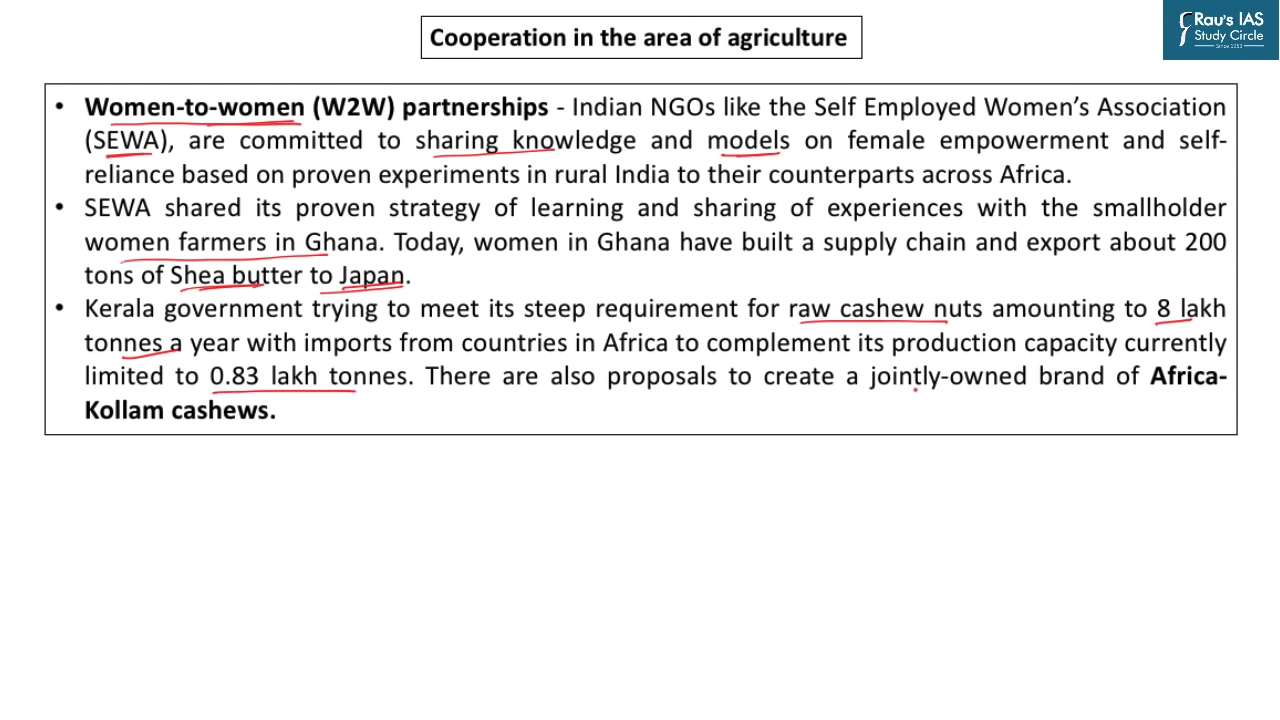 Cooperation in the area of agriculture
Rau's IAS
Study Circle
Since 1953
• Women-to-women (W2W) partnerships - Indian NGOs like the Self Employed Women's Association
(SEWA), are committed to sharing knowledge and models on female empowerment and self-
reliance based on proven experiments in rural India to their counterparts across Africa.
• SEWA shared its proven strategy of learning and sharing of experiences with the smallholder
women farmers in Ghana. Today, women in Ghana have built a supply chain and export about 200
tons of Shea butter to Japan.
• Kerala government trying to meet its steep requirement for raw cashew nuts amounting to 8 lakh
tonnes a year with imports from countries in Africa to complement its production capacity currently
limited to 0.83 lakh tonnes. There are also proposals to create a jointly-owned brand of Africa-
Kollam cashews.